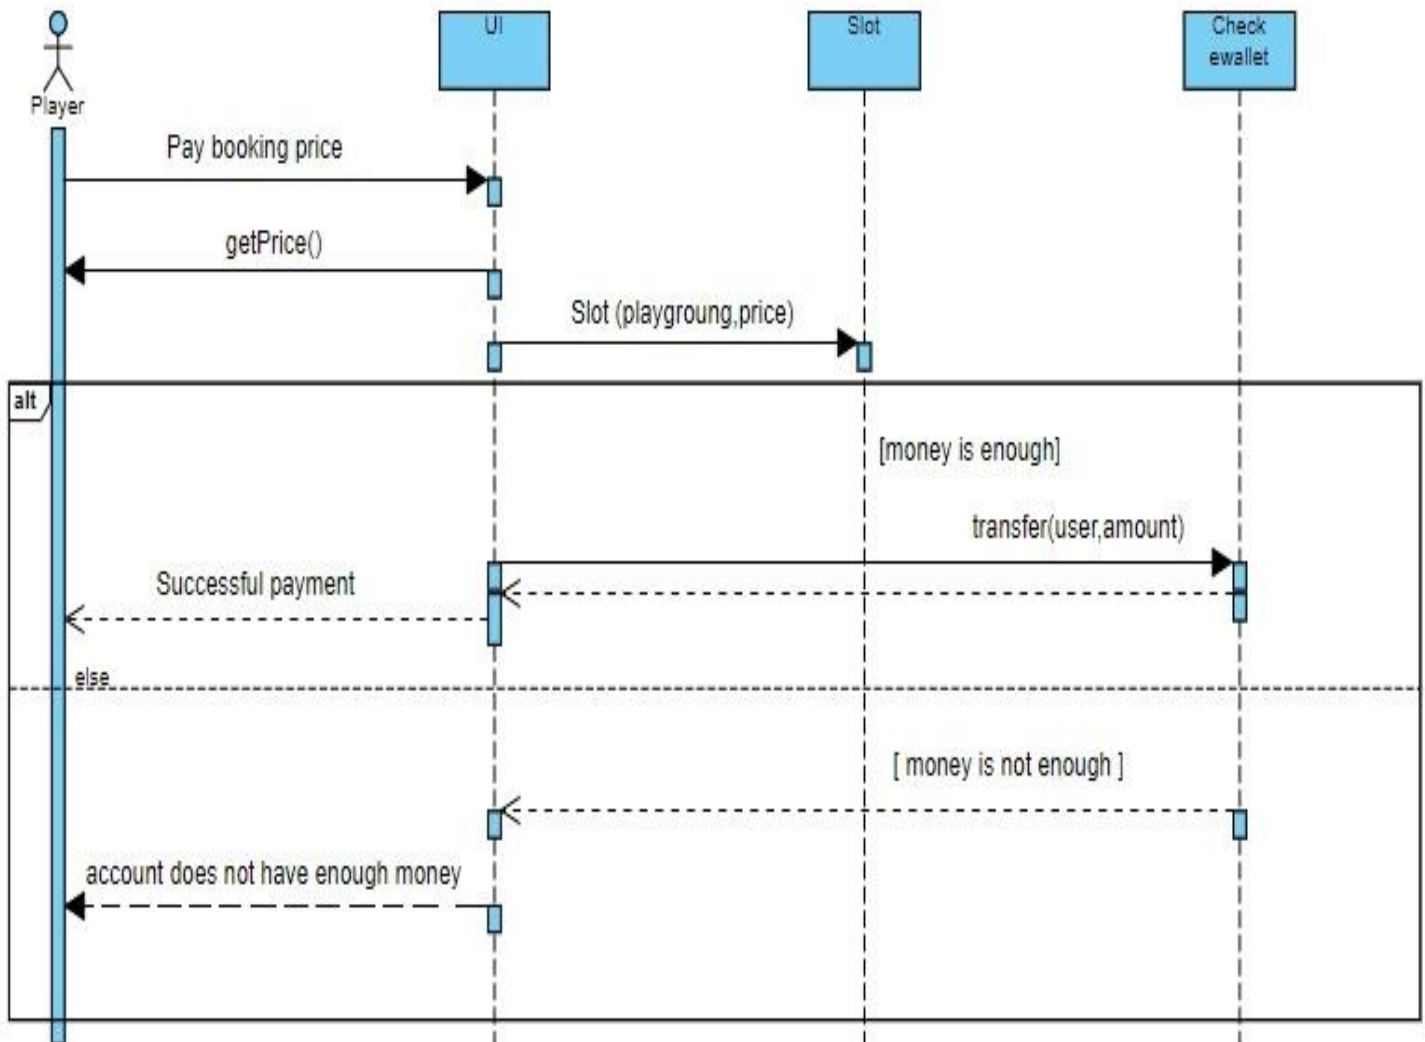 Player
UI
Slot
Check
ewallet
Pay booking price
getPrice()
Slot (playgroung,price)
alt
[money is enough]
transfer(user,amount)
Successful payment
else
[ money is not enough ]
account does not have enough money